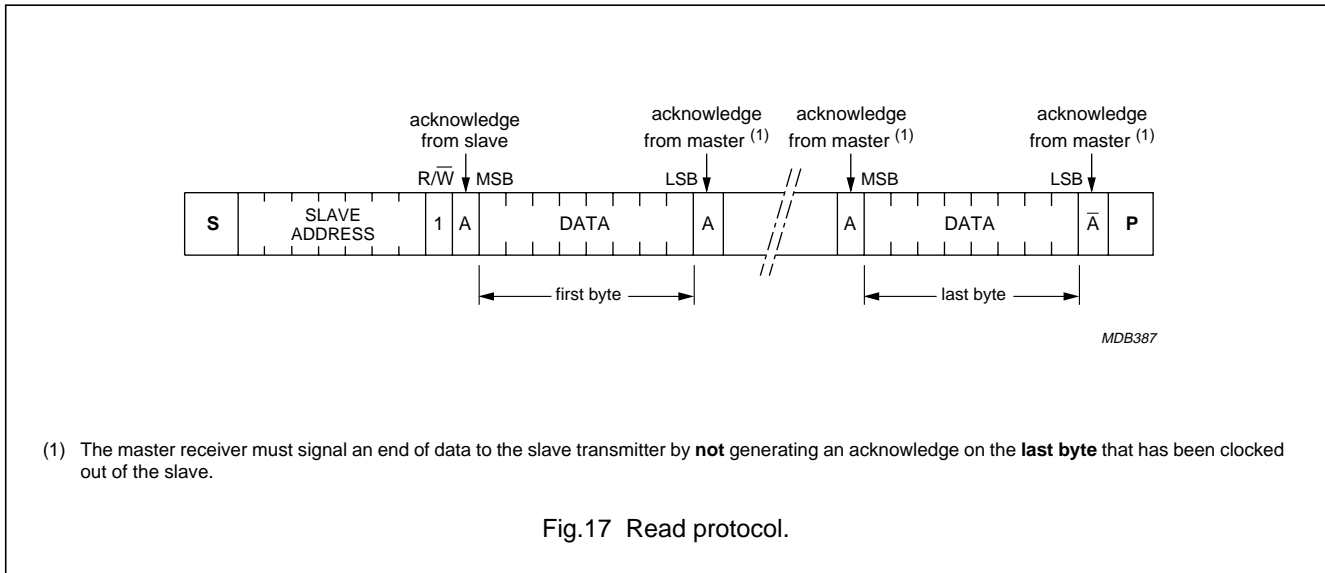 acknowledge from slave
acknowledge from master (1)
acknowledge from master (1)
acknowledge from master (1)
R/W̅ MSB LSB MSB LSB
S SLAVE ADDRESS 1 A DATA A A DATA A̅ P
first byte last byte
MDB387
(1) The master receiver must signal an end of data to the slave transmitter by not generating an acknowledge on the last byte that has been clocked
out of the slave.
Fig.17 Read protocol.